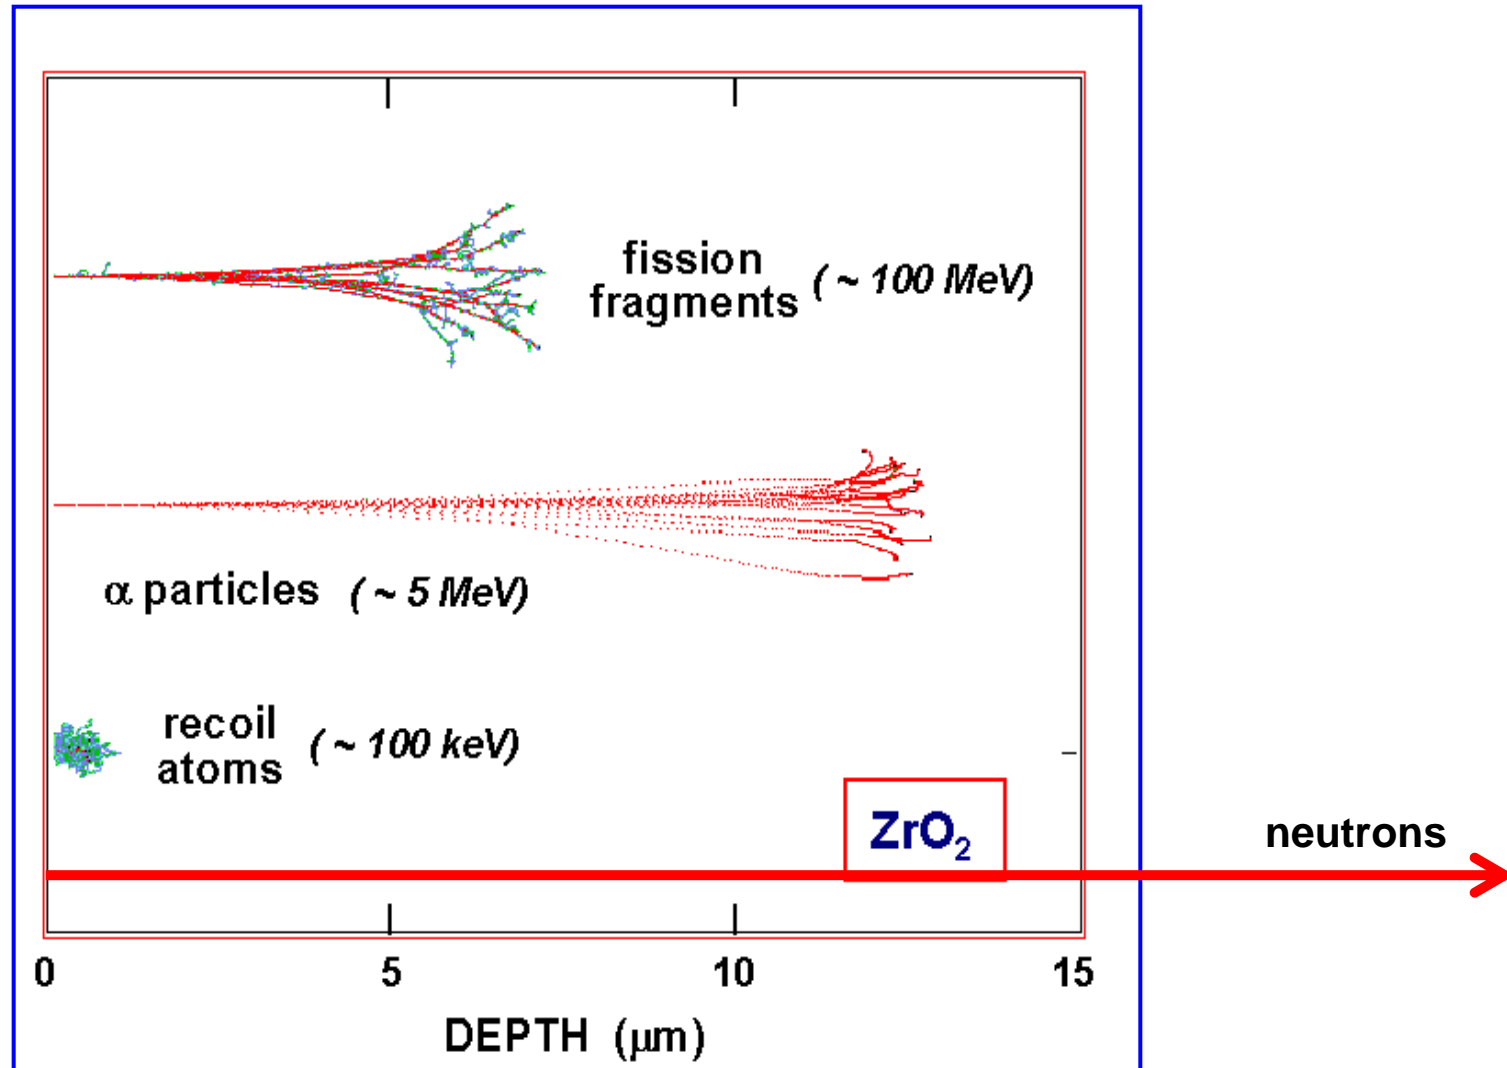 fission
fragments (~ 100 MeV)
α particles (~ 5 MeV)
recoil
atoms (~ 100 keV)
ZrO₂
neutrons
0 5 10 15
DEPTH (μm)